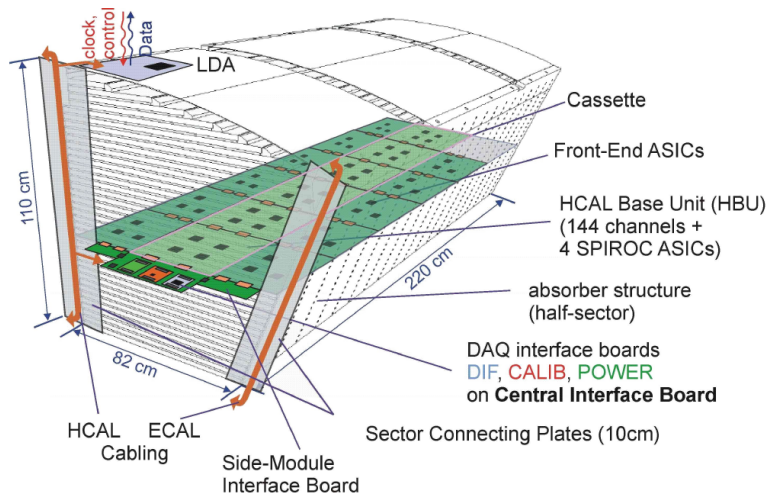 clock,
control
Data
LDA
110 cm
Cassette
Front-End ASICs
HCAL Base Unit (HBU)
(144 channels +
4 SPIROC ASICs)
220 cm
absorber structure
(half-sector)
82 cm
DAQ interface boards
DIF, CALIB, POWER
on Central Interface Board
HCAL ECAL
Cabling
Sector Connecting Plates (10cm)
Side-Module
Interface Board